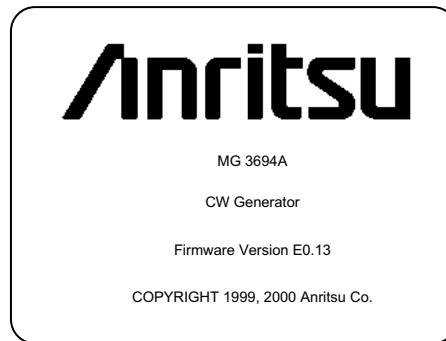 Anritsu
MG 3694A
CW Generator
Firmware Version E0.13
COPYRIGHT 1999, 2000 Anritsu Co.